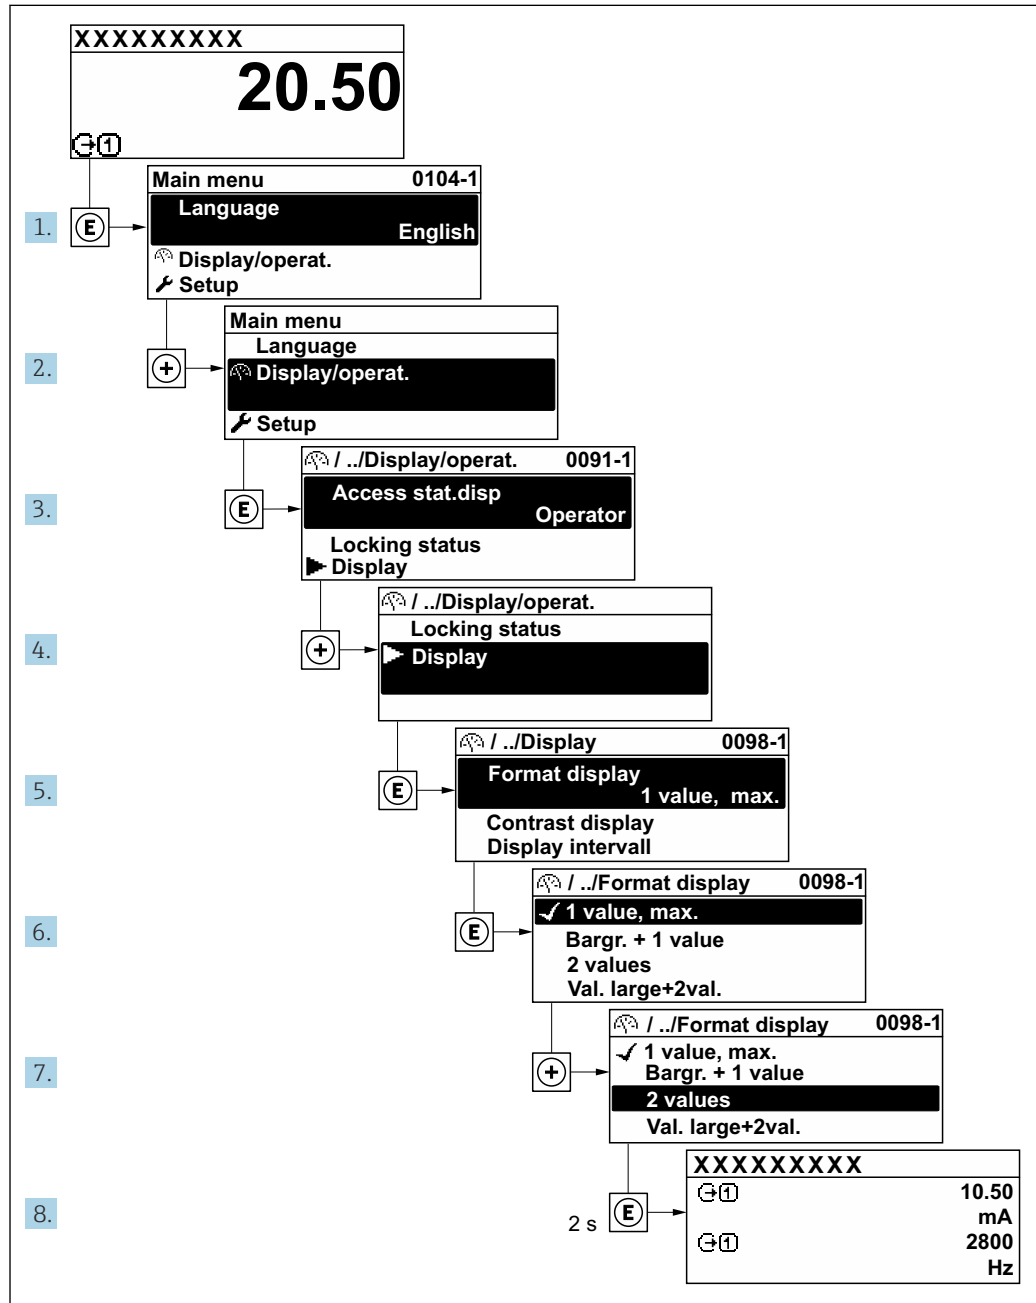 XXXXXXXXX
20.50
1
Main menu 0104-1
Language
English
Display/operat.
Setup
1. E
Main menu
Language
Display/operat.
Setup
2. +
/ ../Display/operat. 0091-1
Access stat.disp
Operator
Locking status
Display
3. E
/ ../Display/operat.
Locking status
Display
4. +
/ ../Display 0098-1
Format display
1 value, max.
Contrast display
Display intervall
5. E
/ ../Format display 0098-1
1 value, max.
Bargr. + 1 value
2 values
Val. large+2val.
6. E
/ ../Format display 0098-1
1 value, max.
Bargr. + 1 value
2 values
Val. large+2val.
7. +
XXXXXXXXX
1 10.50
mA
1 2800
Hz
8. 2 s E